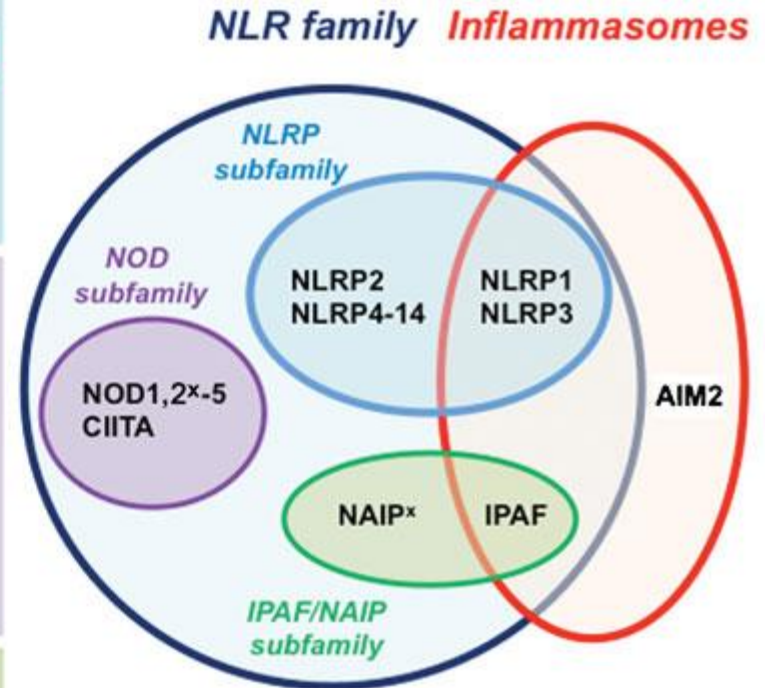 NLR family Inflammasomes
NLRP
subfamily
NOD
subfamily
NLRP2
NLRP4-14
NLRP1
NLRP3
NOD1,2ˣ-5
CIITA
AIM2
NAIPˣ
IPAF
IPAF/NAIP
subfamily